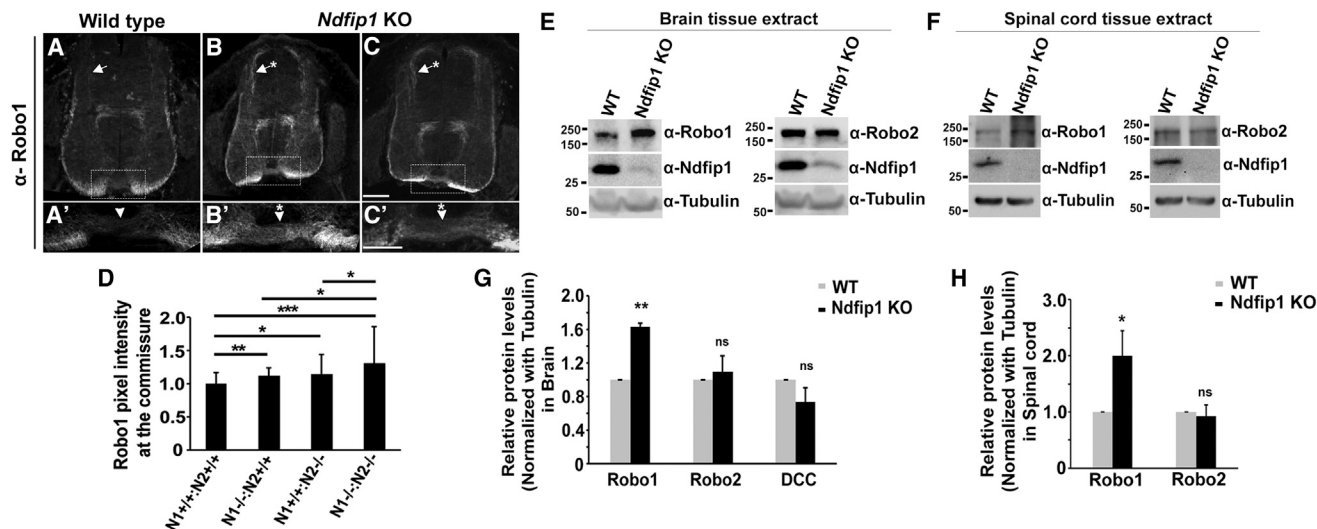 Wild type
Ndfip1 KO
α- Robo1
A
B
*
C
*
A'
B'
*
C'
*
D
Robo1 pixel intensity
at the commissure
2.0
1.5
1.0
0.5
0
*
*
***
*
**
N1+/+:N2+/+
N1-/-:N2+/+
N1+/+:N2-/-
N1-/-:N2-/-
E
Brain tissue extract
WT
Ndfip1 KO
250
150
α-Robo1
25
α-Ndfip1
50
α-Tubulin
WT
Ndfip1 KO
250
150
α-Robo2
25
α-Ndfip1
50
α-Tubulin
F
Spinal cord tissue extract
WT
Ndfip1 KO
250
150
α-Robo1
25
α-Ndfip1
50
α-Tubulin
WT
Ndfip1 KO
250
150
α-Robo2
25
α-Ndfip1
50
α-Tubulin
G
WT
Ndfip1 KO
Relative protein levels
(Normalized with Tubulin)
in Brain
2.0
1.6
1.2
0.8
0.4
0
**
ns
ns
Robo1
Robo2
DCC
H
WT
Ndfip1 KO
Relative protein levels
(Normalized with Tubulin)
in Spinal cord
3.0
2.0
1.0
0
*
ns
Robo1
Robo2